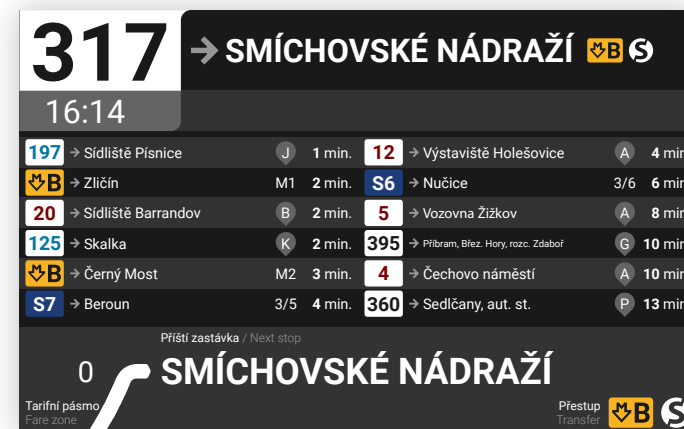 317 → SMÍCHOVSKÉ NÁDRAŽÍ B S
16:14
197 → Sídliště Písnice J 1 min.
B → Zličín M1 2 min.
20 → Sídliště Barrandov B 2 min.
125 → Skalka K 2 min.
B → Černý Most M2 3 min.
S7 → Beroun 3/5 4 min.
12 → Výstaviště Holešovice A 4 min
S6 → Nučice 3/6 6 min
5 → Vozovna Žižkov A 8 min
395 → Příbram, Břez. Hory, rozc. Zdaboř G 10 min
4 → Čechovo náměstí A 10 min
360 → Sedlčany, aut. st. P 13 min
Příští zastávka / Next stop
0 SMÍCHOVSKÉ NÁDRAŽÍ
Tarifní pásmo
Fare zone
Přestup
Transfer
B S